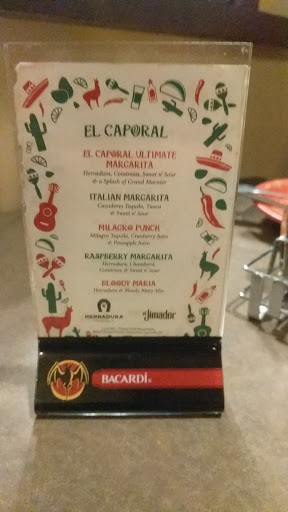 EL CAPORAL
EL CAPORAL ULTIMATE
MARGARITA
Herradura, Cointreau, Sweet n' Sour
& a Splash of Grand Marnier
ITALIAN MARGARITA
Cazadores Tequila, Tuaca
& Sweet n' Sour
MILAGRO PUNCH
Milagro Tequila, Cranberry Juice
& Pineapple Juice
RASPBERRY MARGARITA
Herradura, Chambord,
Cointreau & Sweet n' Sour
BLOODY MARIA
Herradura & Bloody Mary Mix
HERRADURA
el Jimador
BACARDÍ